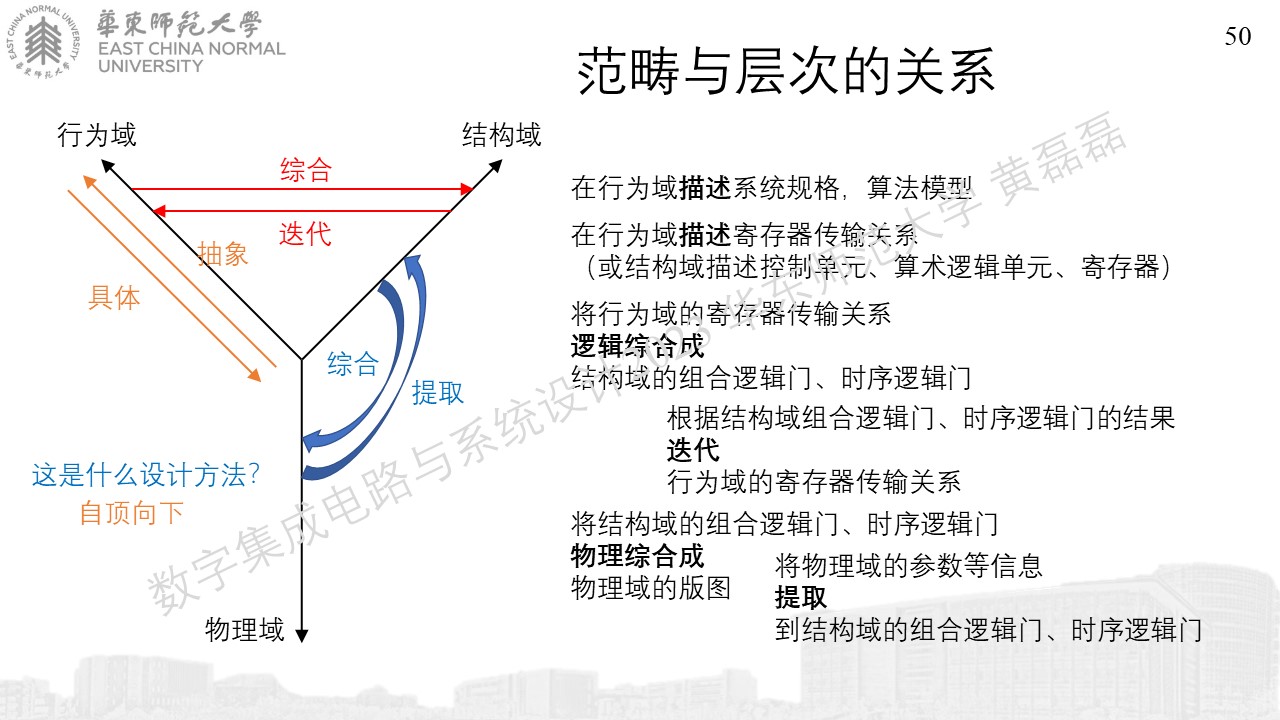 華東師范大學
EAST CHINA NORMAL
UNIVERSITY
EAST CHINA NORMAL UNIVERSITY
華東師范大學
50
范畴与层次的关系
行为域
结构域
综合
迭代
抽象
具体
综合
提取
这是什么设计方法？
自顶向下
物理域
在行为域描述系统规格，算法模型
在行为域描述寄存器传输关系
（或结构域描述控制单元、算术逻辑单元、寄存器）
将行为域的寄存器传输关系
逻辑综合成
结构域的组合逻辑门、时序逻辑门
根据结构域组合逻辑门、时序逻辑门的结果
迭代
行为域的寄存器传输关系
将结构域的组合逻辑门、时序逻辑门
物理综合成
物理域的版图
将物理域的参数等信息
提取
到结构域的组合逻辑门、时序逻辑门
数字集成电路与系统设计2023 华东师范大学 黄磊磊